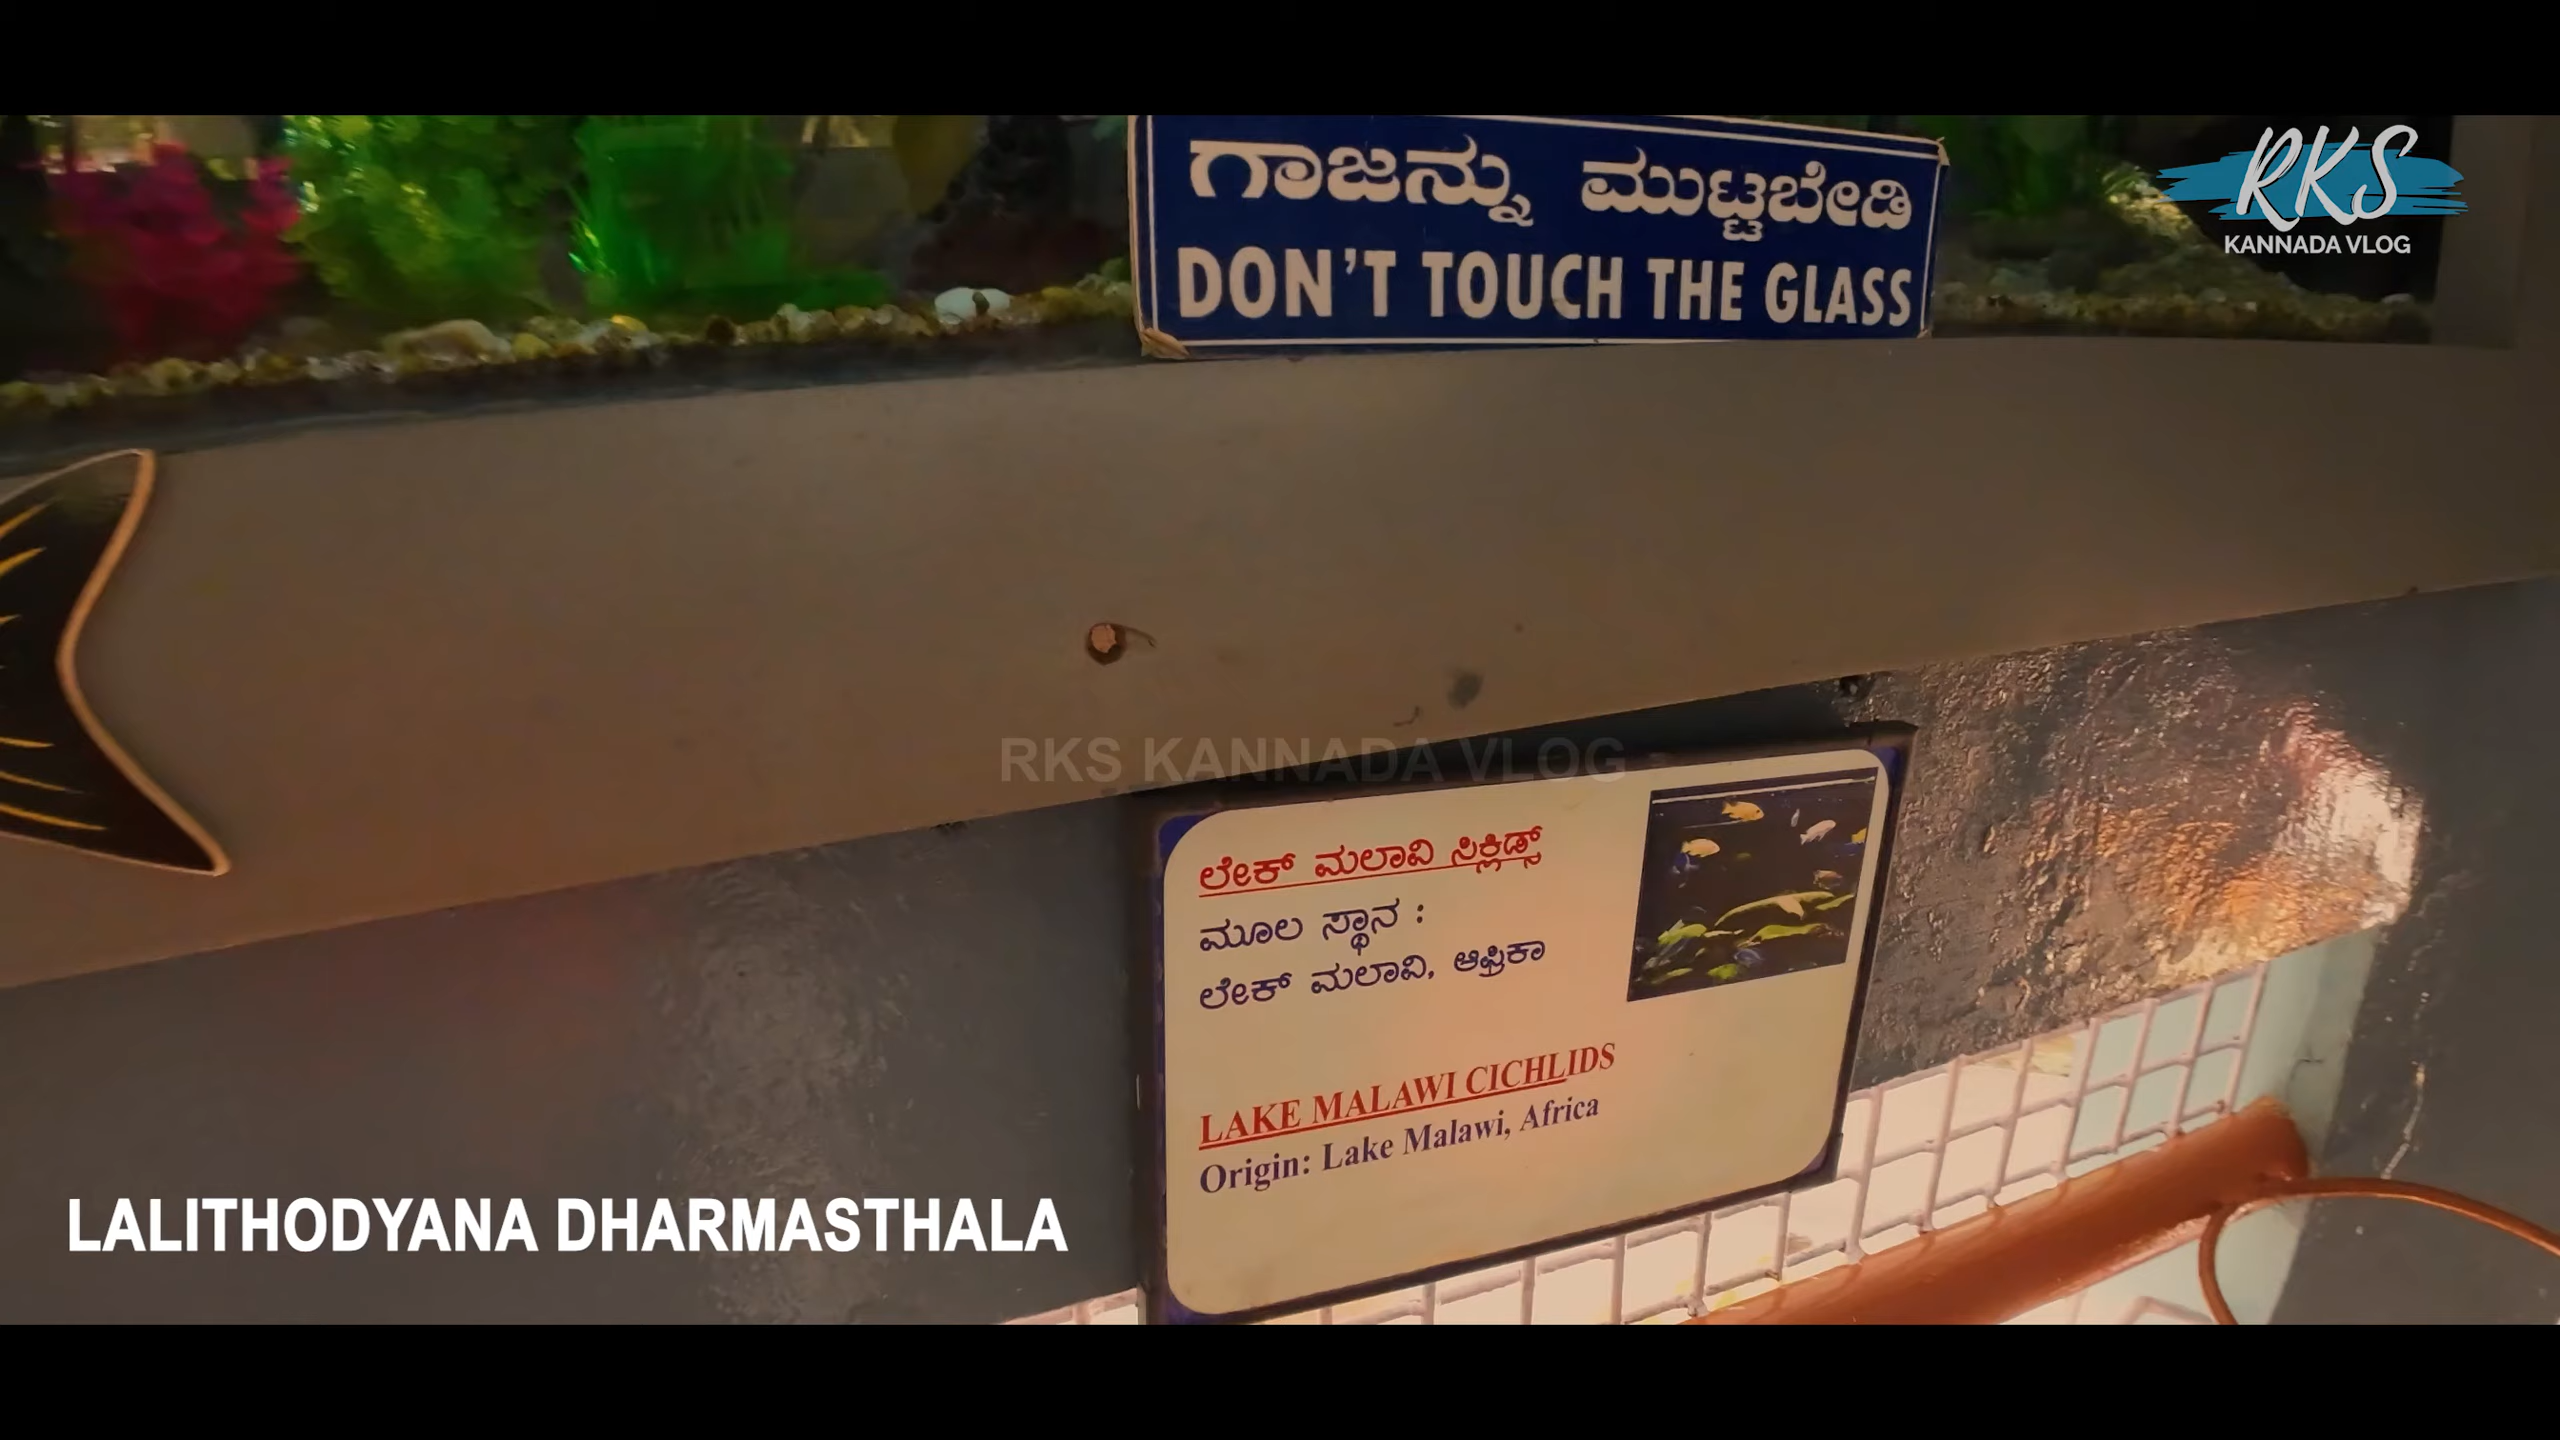 ಗಾಜನ್ನು ಮುಟ್ಟಬೇಡಿ
DON'T TOUCH THE GLASS
RKS
KANNADA VLOG
RKS KANNADA VLOG
ಲೇಕ್ ಮಲಾವಿ ಸಿಕ್ಲಿಡ್ಸ್
ಮೂಲ ಸ್ಥಾನ :
ಲೇಕ್ ಮಲಾವಿ, ಆಫ್ರಿಕಾ
LAKE MALAWI CICHLIDS
Origin: Lake Malawi, Africa
LALITHODYANA DHARMASTHALA